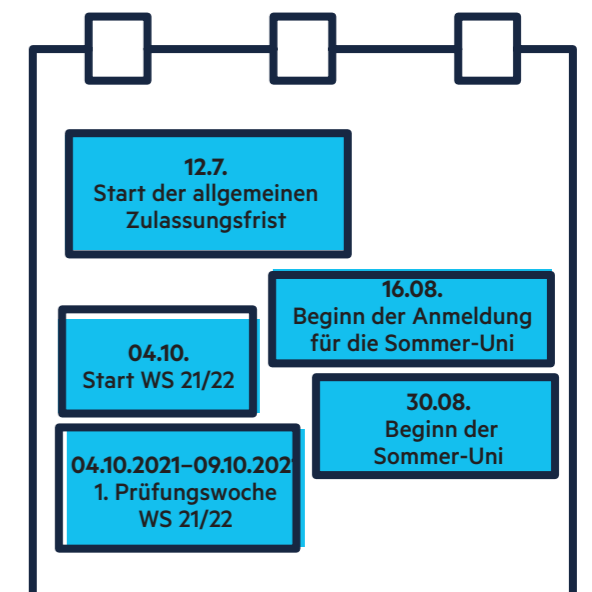 12.7.
Start der allgemeinen
Zulassungsfrist
16.08.
Beginn der Anmeldung
für die Sommer-Uni
04.10.
Start WS 21/22
30.08.
Beginn der
Sommer-Uni
04.10.2021–09.10.2021
1. Prüfungswoche
WS 21/22